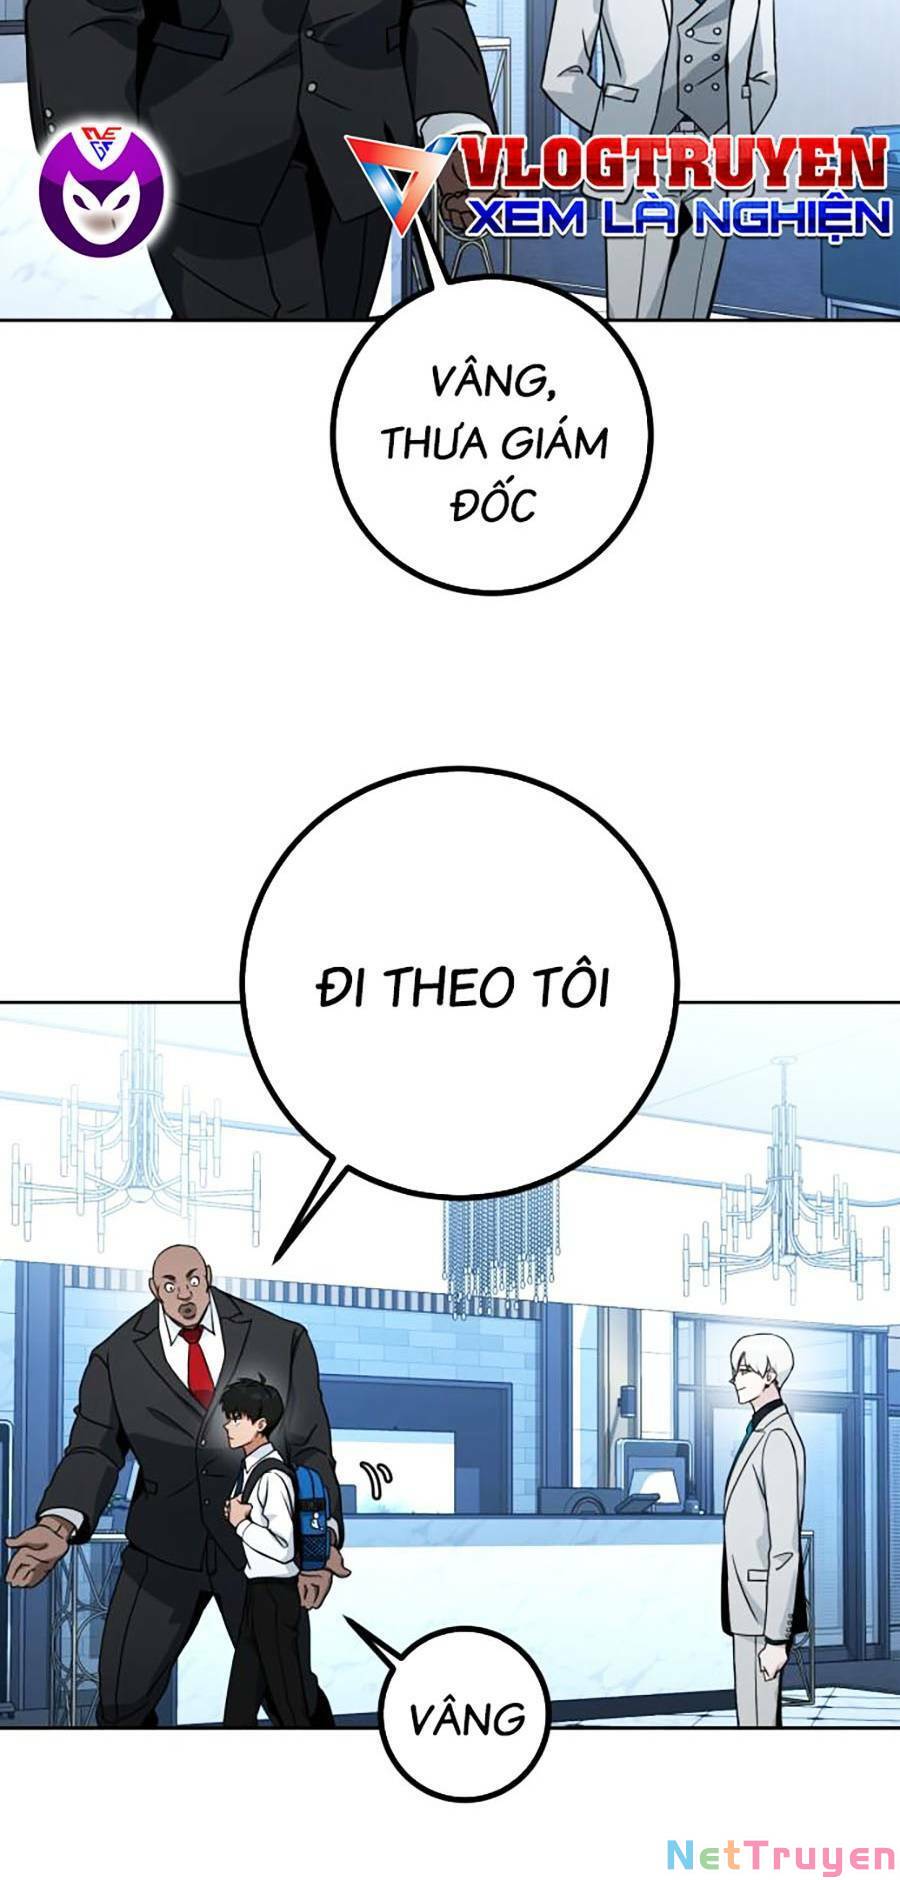 VLOGTRUYEN
XEM LÀ NGHIỆN
VÂNG,
THƯA GIÁM
ĐỐC
ĐI THEO TÔI
VÂNG
NetTruyen